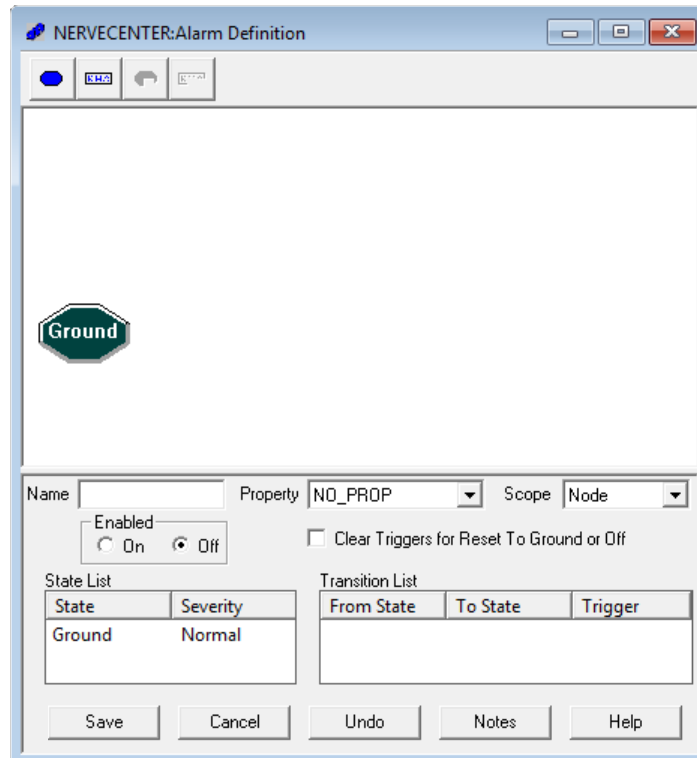 NERVECENTER:Alarm Definition
Ground
Name Property NO_PROP Scope Node
Enabled
On Off Clear Triggers for Reset To Ground or Off
State List Transition List
State Severity From State To State Trigger
Ground Normal
Save Cancel Undo Notes Help